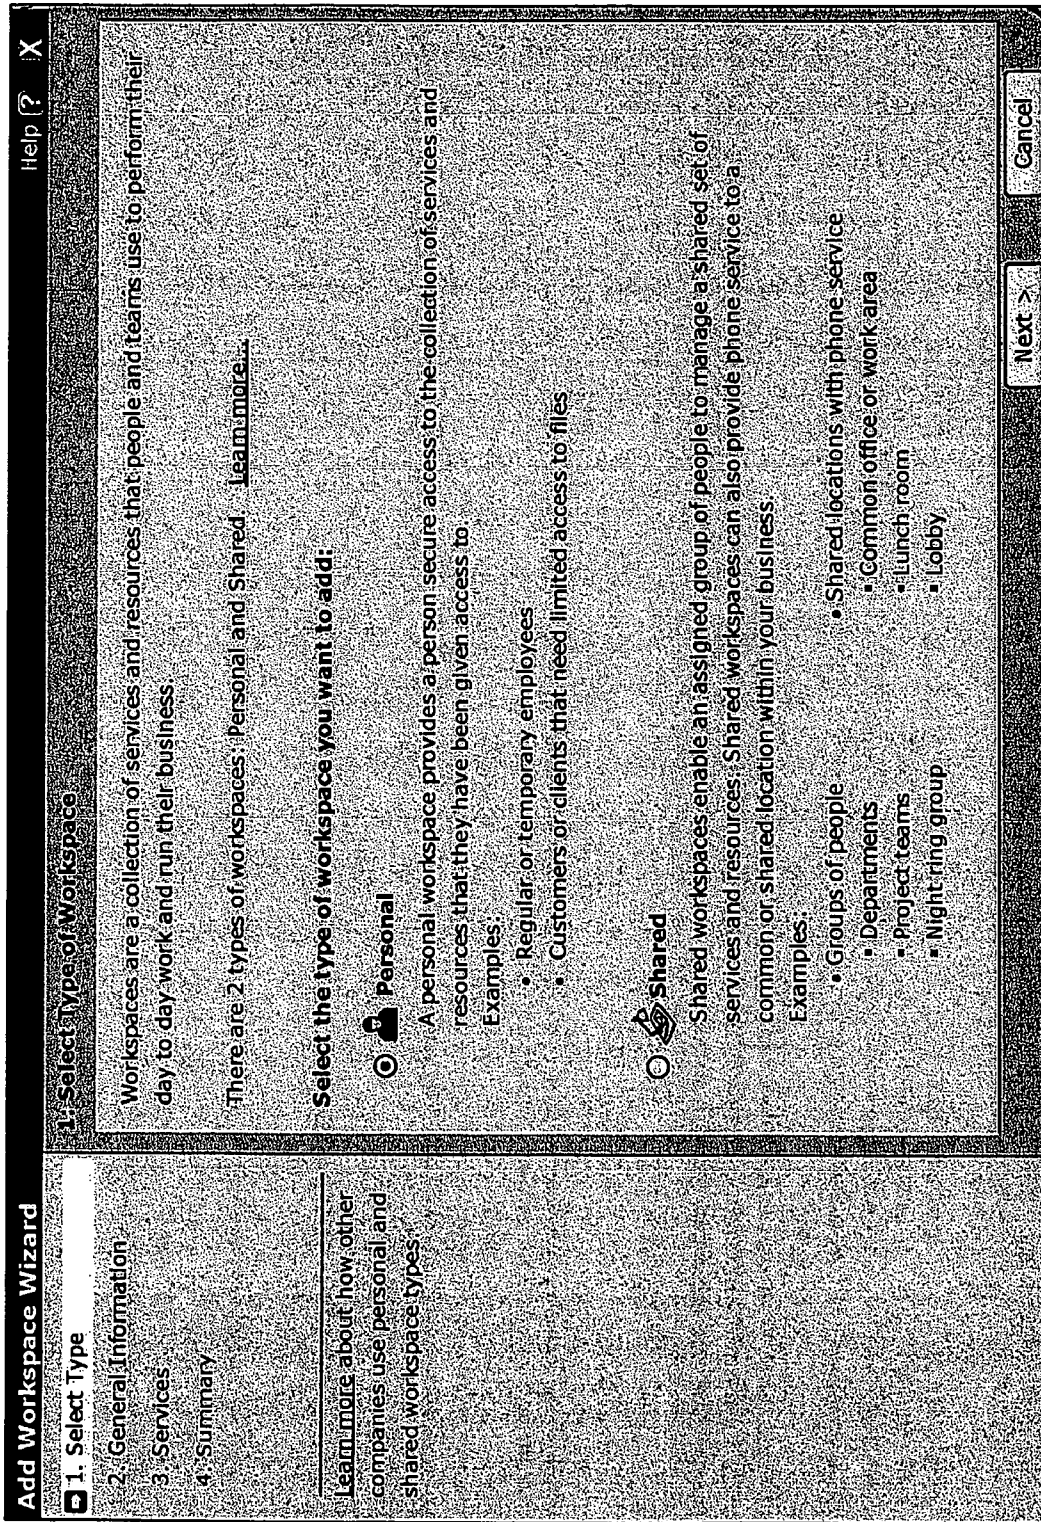 Add Workspace Wizard
Help ? X
1. Select Type
2. General Information
3. Services
4. Summary
Learn more about how other
companies use personal and
shared workspace types
1. Select Type of Workspace
Workspaces are a collection of services and resources that people and teams use to perform their
day to day work and run their business.
There are 2 types of workspaces: Personal and Shared. Learn more...
Select the type of workspace you want to add:
Personal
A personal workspace provides a person secure access to the collection of services and
resources that they have been given access to.
Examples:
• Regular or temporary employees
• Customers or clients that need limited access to files
Shared
Shared workspaces enable an assigned group of people to manage a shared set of
services and resources. Shared workspaces can also provide phone service to a
common or shared location within your business.
Examples:
• Groups of people
▪ Departments
▪ Project teams
▪ Night ring group
• Shared locations with phone service
▪ Common office or work area
▪ Lunch room
▪ Lobby
Next >
Cancel